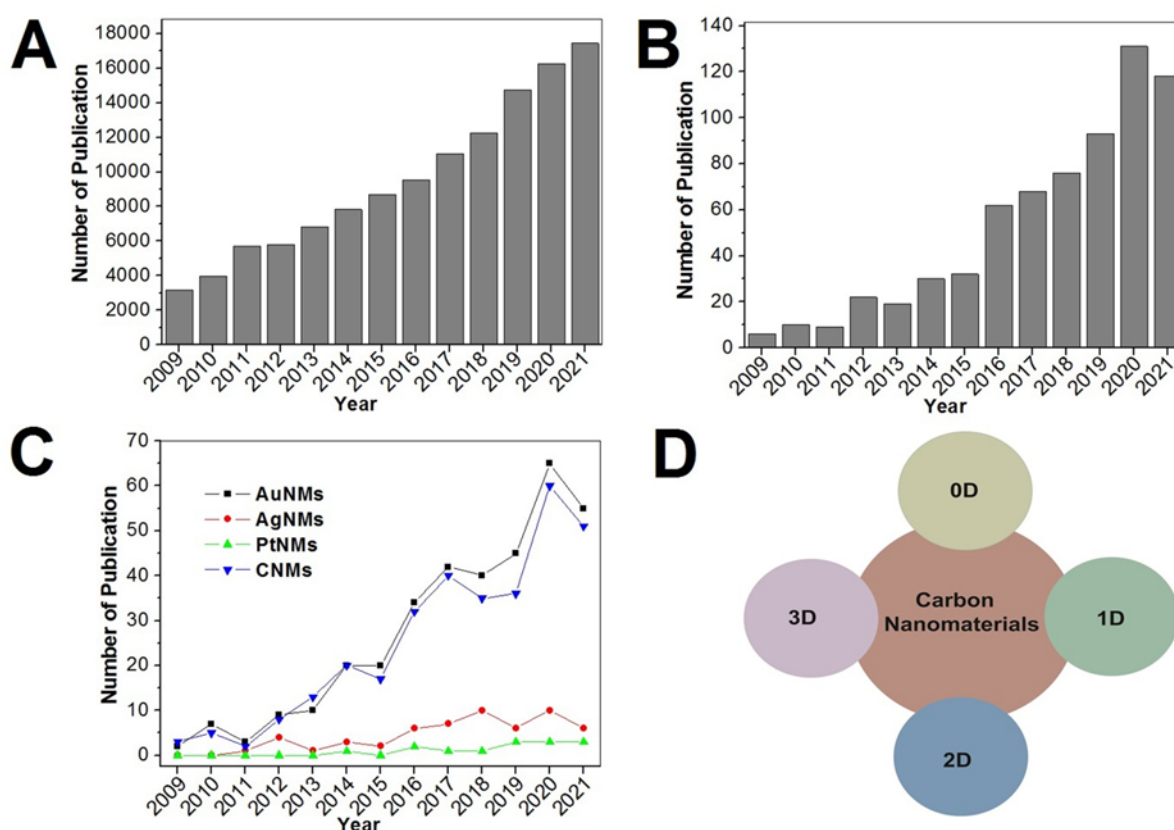 A
Number of Publication
18000
16000
14000
12000
10000
8000
6000
4000
2000
0
2009 2010 2011 2012 2013 2014 2015 2016 2017 2018 2019 2020 2021
Year
B
Number of Publication
140
120
100
80
60
40
20
0
2009 2010 2011 2012 2013 2014 2015 2016 2017 2018 2019 2020 2021
Year
C
Number of Publication
70
60
50
40
30
20
10
0
AuNMs
AgNMs
PtNMs
CNMs
2009 2010 2011 2012 2013 2014 2015 2016 2017 2018 2019 2020 2021
Year
D
0D
3D
Carbon
Nanomaterials
1D
2D